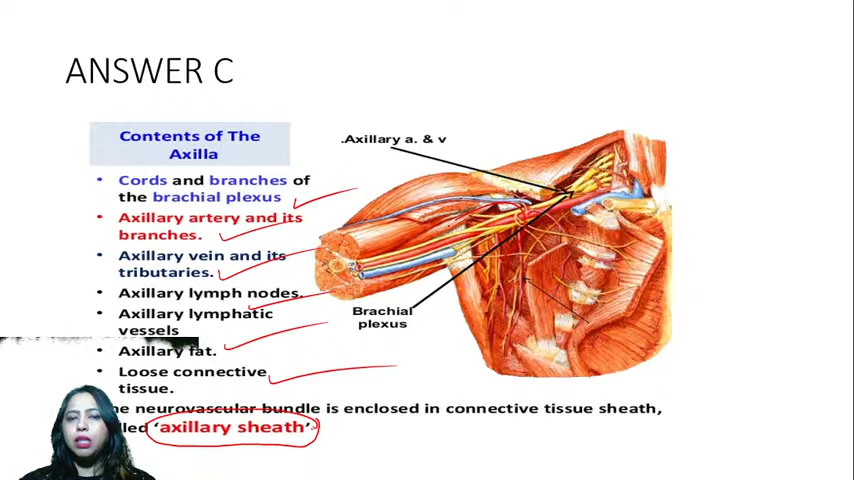 ANSWER C
Contents of The
Axilla
• Cords and branches of
the brachial plexus
• Axillary artery and its
branches.
• Axillary vein and its
tributaries.
• Axillary lymph nodes.
• Axillary lymphatic
vessels
• Axillary fat.
• Loose connective
tissue.
neurovascular bundle is enclosed in connective tissue sheath,
‘axillary sheath’
.Axillary a. & v
Brachial
plexus